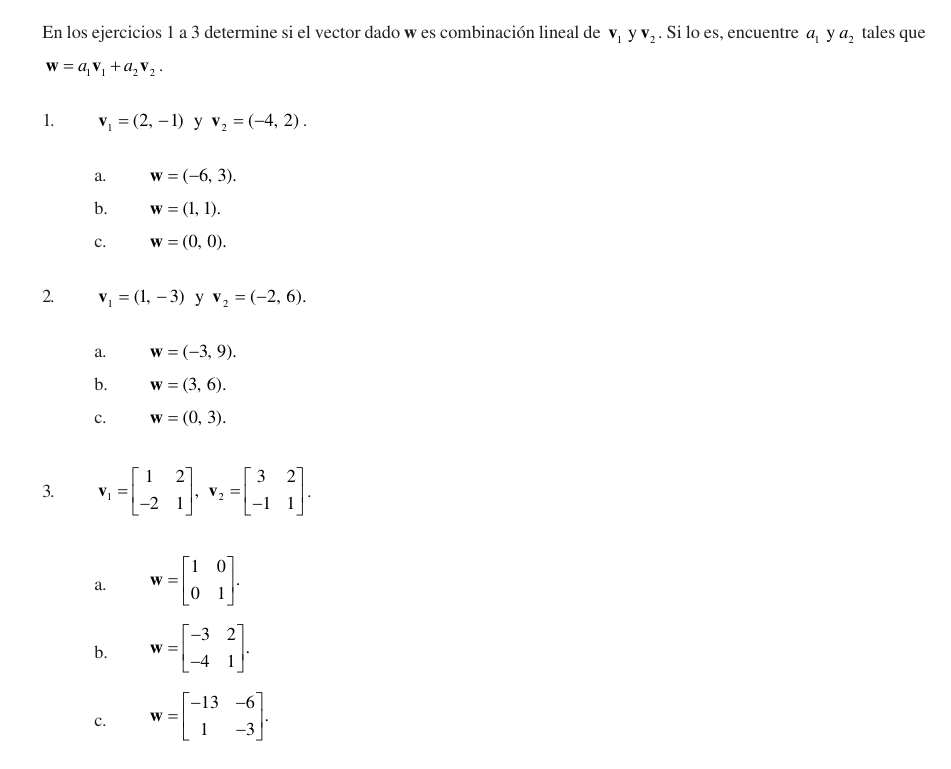 En los ejercicios 1 a 3 determine si el vector dado w es combinación lineal de v₁ y v₂. Si lo es, encuentre a₁ y a₂ tales que
w = a₁v₁ + a₂v₂.
1. v₁ = (2, −1) y v₂ = (−4, 2).
a. w = (−6, 3).
b. w = (1, 1).
c. w = (0, 0).
2. v₁ = (1, −3) y v₂ = (−2, 6).
a. w = (−3, 9).
b. w = (3, 6).
c. w = (0, 3).
3. v₁ = [1 2; −2 1], v₂ = [3 2; −1 1].
a. w = [1 0; 0 1].
b. w = [−3 2; −4 1].
c. w = [−13 −6; 1 −3].